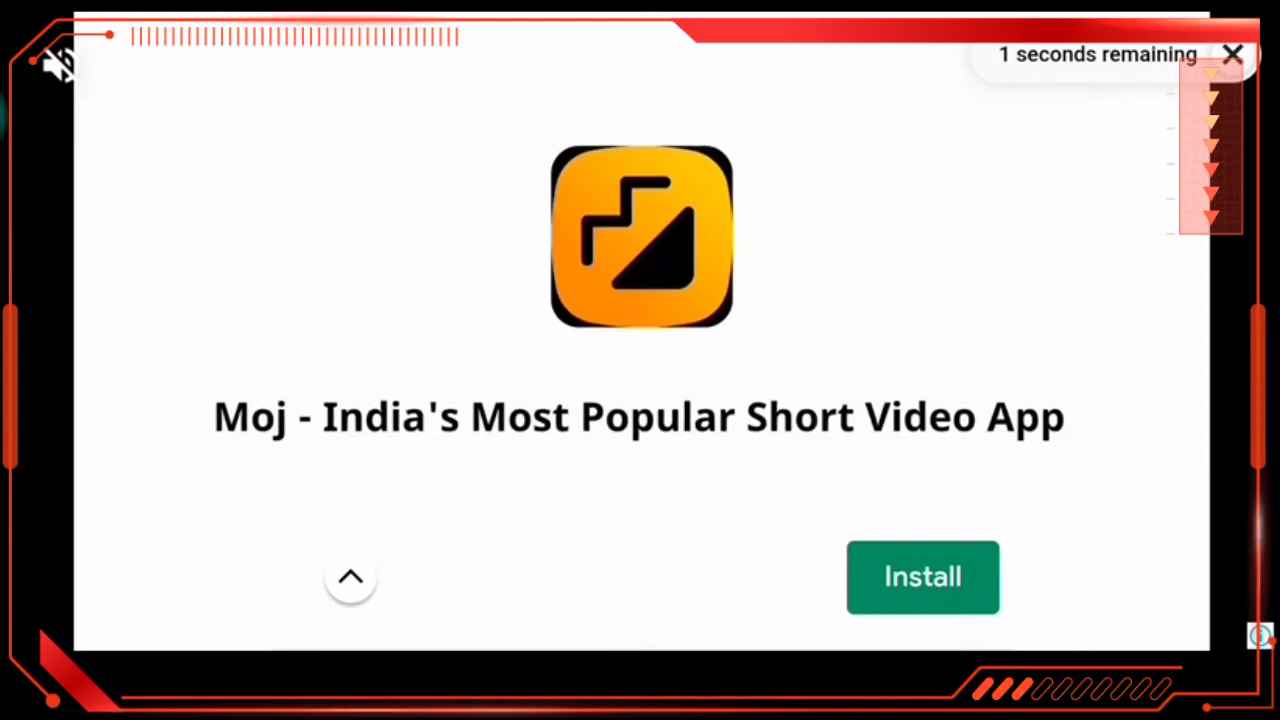 1 seconds remaining
Moj - India's Most Popular Short Video App
Install